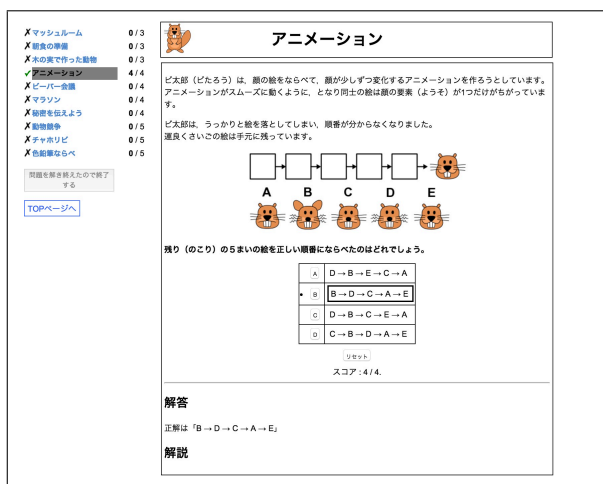 ✗マッシュルーム 0 / 3
✗朝食の準備 0 / 3
✗木の実で作った動物 0 / 3
✓アニメーション 4 / 4
✗ビーバー会議 0 / 4
✗マラソン 0 / 4
✗秘密を伝えよう 0 / 4
✗動物競争 0 / 5
✗チャホリビ 0 / 5
✗色鉛筆ならべ 0 / 5
問題を解き終えたので終了
する
TOPページへ
アニメーション
ビ太郎（びたろう）は，顔の絵をならべて，顔が少しずつ変化するアニメーションを作ろうとしています。
アニメーションがスムーズに動くように，となり同士の絵は顔の要素（ようそ）が1つだけがちがっていま
す。
ビ太郎は，うっかりと絵を落としてしまい，順番が分からなくなりました。
運良くさいごの絵は手元に残っています。
A B C D E
残り（のこり）の５まいの絵を正しい順番にならべたのはどれでしょう。
A D→B→E→C→A
B B→D→C→A→E
C D→B→C→E→A
D C→B→D→A→E
リセット
スコア : 4 / 4.
解答
正解は「B→D→C→A→E」
解説